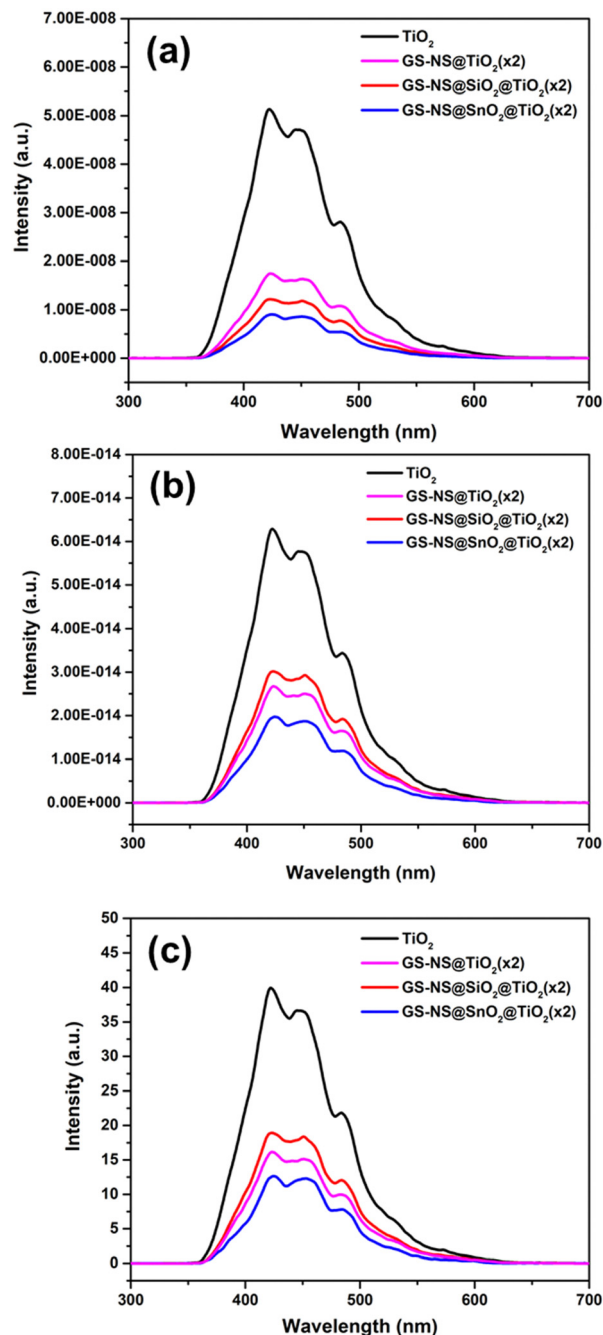 7.00E-008
(a)
TiO₂
GS-NS@TiO₂(x2)
6.00E-008
GS-NS@SiO₂@TiO₂(x2)
GS-NS@SnO₂@TiO₂(x2)
5.00E-008
4.00E-008
3.00E-008
2.00E-008
1.00E-008
0.00E+000
Intensity (a.u.)
300 400 500 600 700
Wavelength (nm)
8.00E-014
(b)
TiO₂
7.00E-014
GS-NS@TiO₂(x2)
GS-NS@SiO₂@TiO₂(x2)
6.00E-014
GS-NS@SnO₂@TiO₂(x2)
5.00E-014
4.00E-014
3.00E-014
2.00E-014
1.00E-014
0.00E+000
Intensity (a.u.)
300 400 500 600 700
Wavelength (nm)
50
(c)
TiO₂
45
GS-NS@TiO₂(x2)
40
GS-NS@SiO₂@TiO₂(x2)
GS-NS@SnO₂@TiO₂(x2)
35
30
25
20
15
10
5
0
Intensity (a.u.)
300 400 500 600 700
Wavelength (nm)